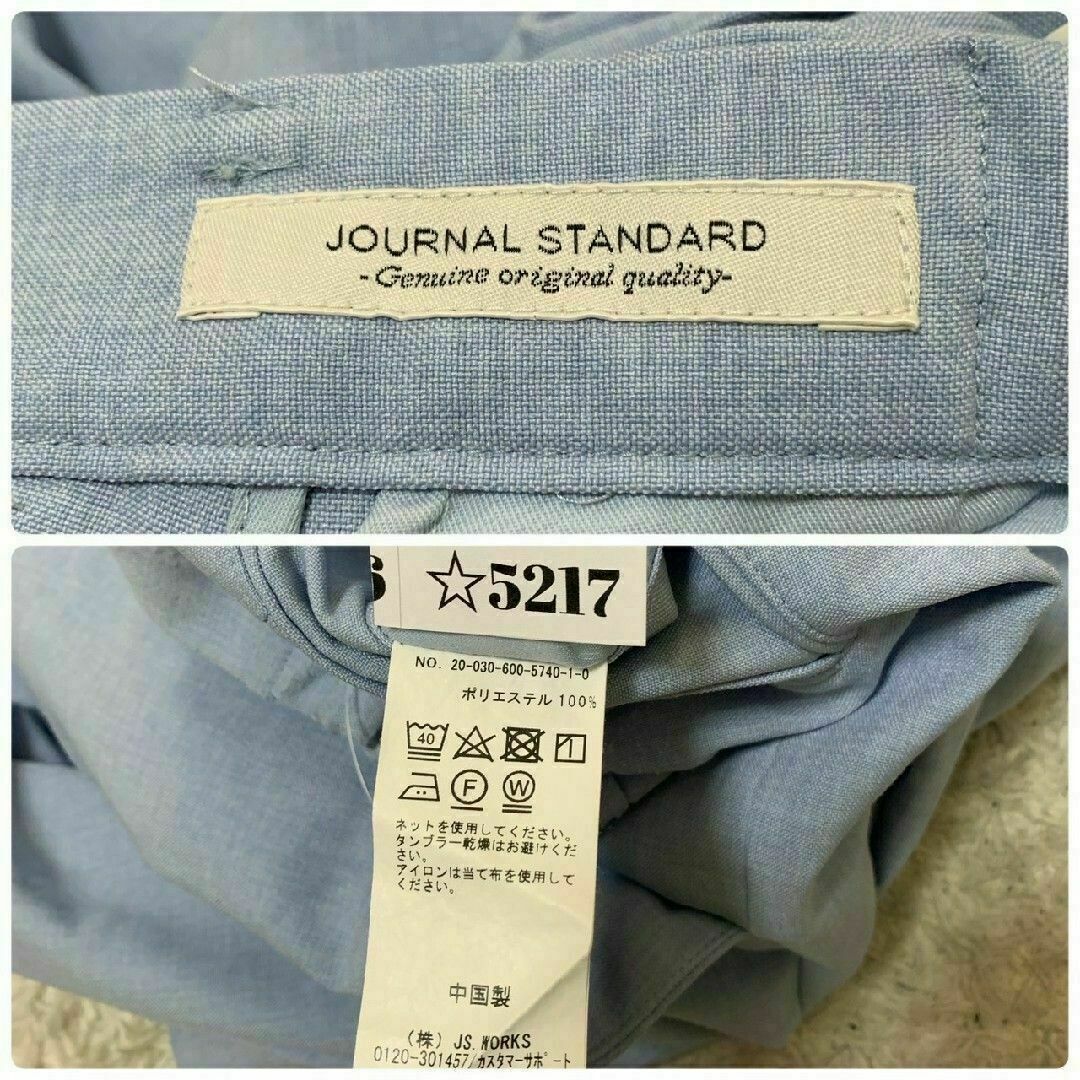 JOURNAL STANDARD
-Genuine original quality-
6
☆5217
NO. 20-030-600-5740-1-0
ポリエステル 100%
40
1
F
W
ネットを使用してください。
タンブラー乾燥はお避けくだ
さい。
アイロンは当て布を使用して
ください。
中国製
(株) JS.WORKS
0120-301457/カスタマーサポート